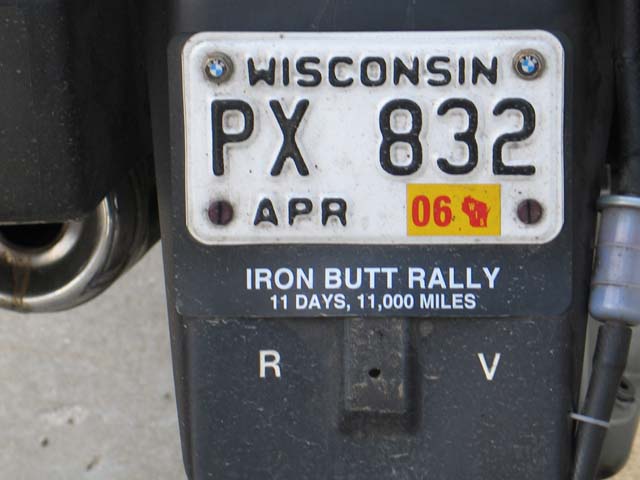 WISCONSIN
PX 832
APR 06
IRON BUTT RALLY
11 DAYS, 11,000 MILES
R V